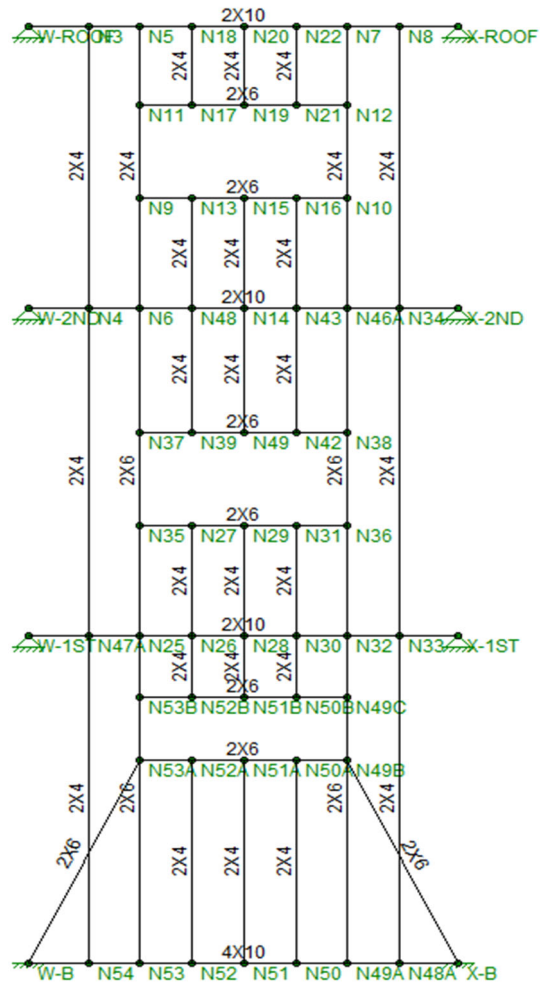 2X10
W-ROOF N3 N5 N18 N20 N22 N7 N8 X-ROOF
2X4 2X4 2X4
2X6
N11 N17 N19 N21 N12
2X4 2X4 2X4 2X4
2X6
N9 N13 N15 N16 N10
2X4 2X4 2X4
2X10
W-2ND N4 N6 N48 N14 N43 N46A N34 X-2ND
2X4 2X4 2X4
2X6
N37 N39 N49 N42 N38
2X4 2X6 2X6 2X4
2X6
N35 N27 N29 N31 N36
2X4 2X4 2X4
2X10
W-1ST N47A N25 N26 N28 N30 N32 N33 X-1ST
2X4 2X4 2X4
2X6
N53B N52B N51B N50B N49C
2X6
N53A N52A N51A N50A N49B
2X4 2X6 2X6 2X4
2X6 2X4 2X4 2X4 2X6
4X10
W-B N54 N53 N52 N51 N50 N49A N48A X-B